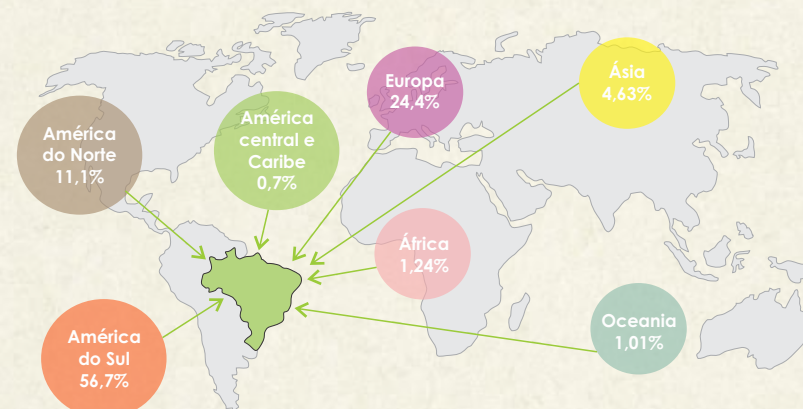 América
do Norte
11,1%
América
central e
Caribe
0,7%
Europa
24,4%
Ásia
4,63%
África
1,24%
América
do Sul
56,7%
Oceania
1,01%